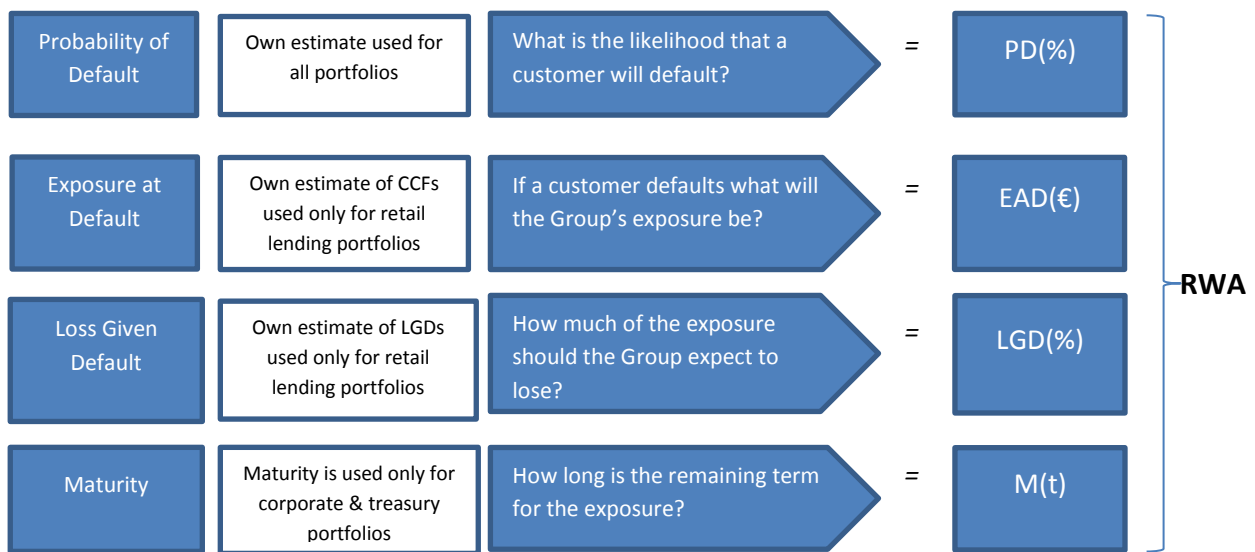 Probability of
Default
Own estimate used for
all portfolios
What is the likelihood that a
customer will default?
=
PD(%)
Exposure at
Default
Own estimate of CCFs
used only for retail
lending portfolios
If a customer defaults what will
the Group’s exposure be?
=
EAD(€)
Loss Given
Default
Own estimate of LGDs
used only for retail
lending portfolios
How much of the exposure
should the Group expect to
lose?
=
LGD(%)
Maturity
Maturity is used only for
corporate & treasury
portfolios
How long is the remaining term
for the exposure?
=
M(t)
RWA